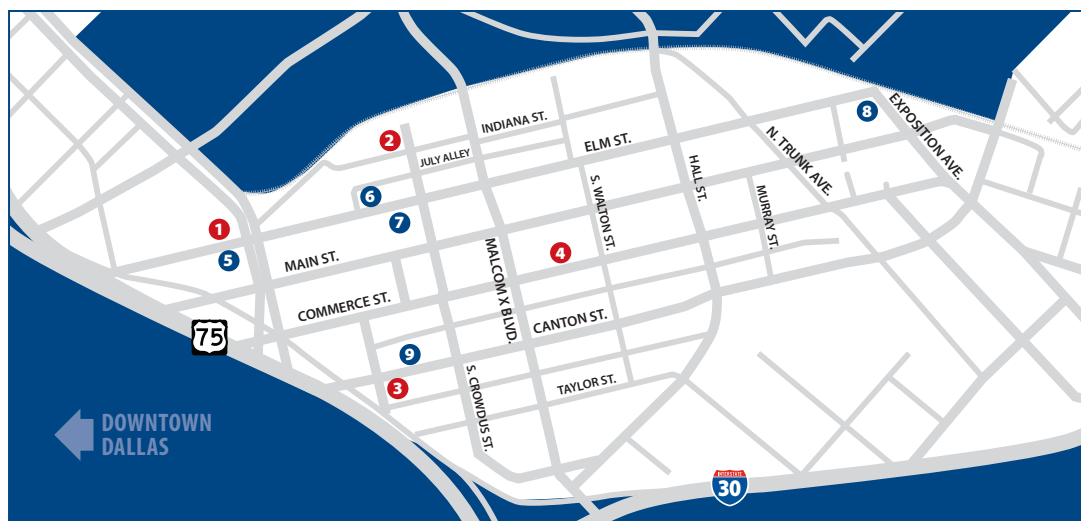 EXPOSITION AVE.
8
INDIANA ST.
2
ELM ST.
N. TRUNK AVE.
JULY ALLEY
HALL ST.
6
S. WALTON ST.
MURRAY ST.
7
1
5
MAIN ST.
MALCOM X BLVD.
4
COMMERCE ST.
CANTON ST.
75
9
3
S. CROWDUS ST.
TAYLOR ST.
DOWNTOWN
DALLAS
INTERSTATE
30